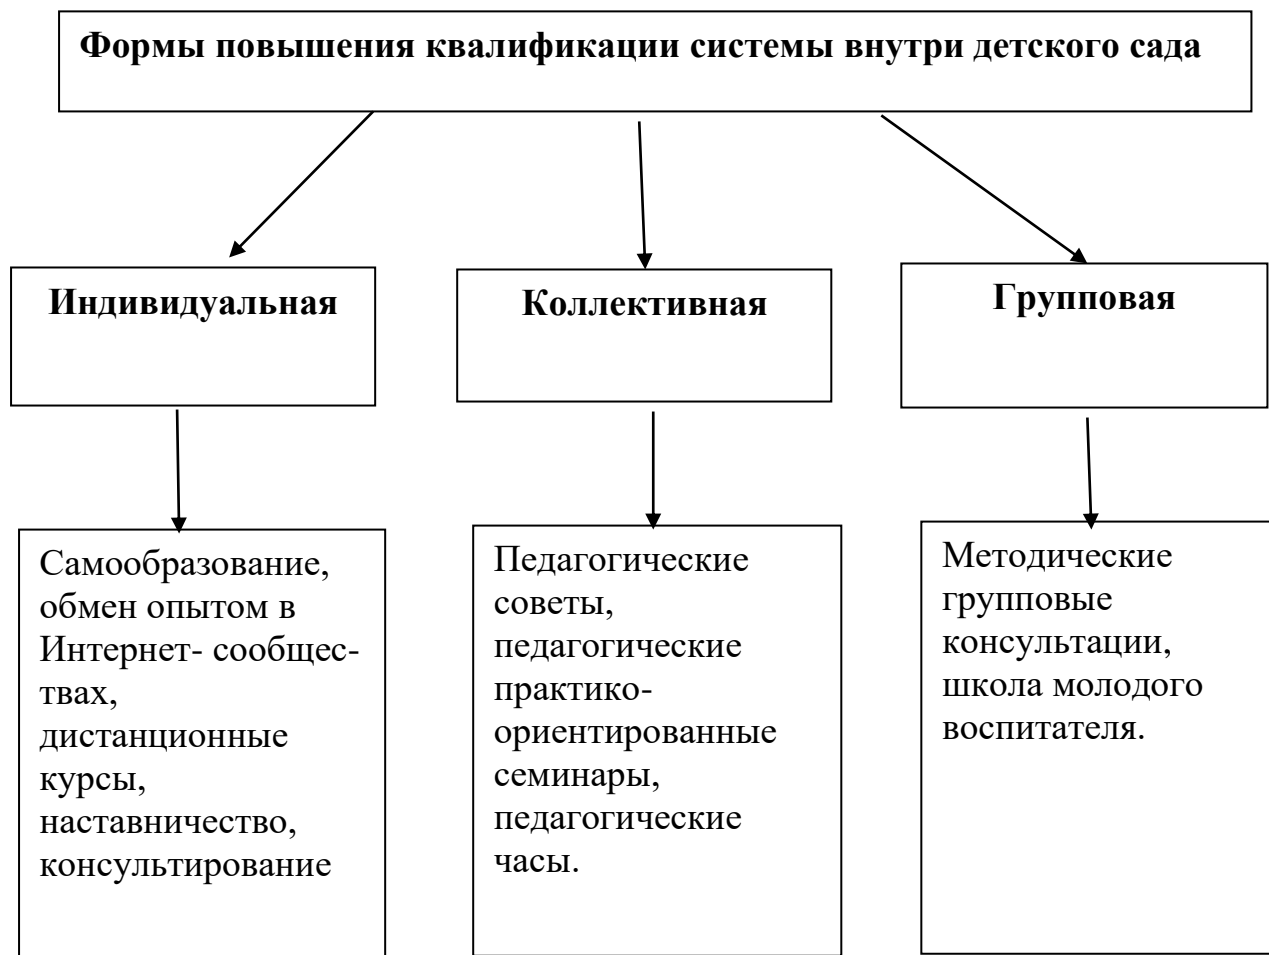 Формы повышения квалификации системы внутри детского сада
Индивидуальная
Коллективная
Групповая
Самообразование,
обмен опытом в
Интернет- сообщес-
твах,
дистанционные
курсы,
наставничество,
консультирование
Педагогические
советы,
педагогические
практико-
ориентированные
семинары,
педагогические
часы.
Методические
групповые
консультации,
школа молодого
воспитателя.